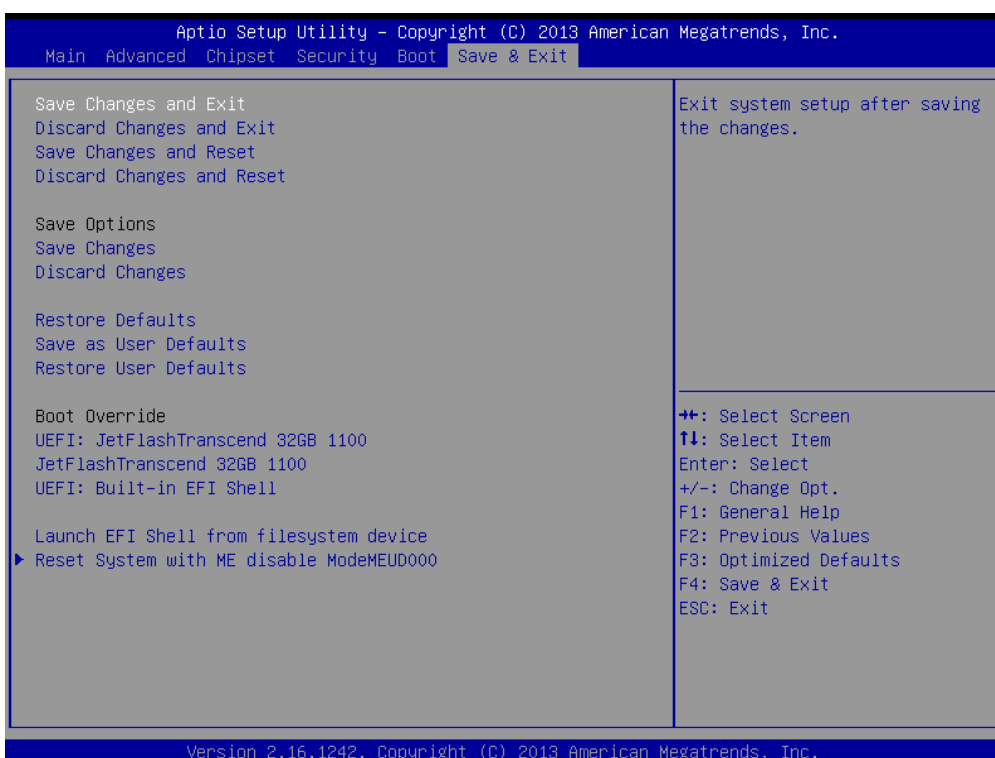 Aptio Setup Utility – Copyright (C) 2013 American Megatrends, Inc.
Main Advanced Chipset Security Boot Save & Exit
Save Changes and Exit
Discard Changes and Exit
Save Changes and Reset
Discard Changes and Reset
Save Options
Save Changes
Discard Changes
Restore Defaults
Save as User Defaults
Restore User Defaults
Boot Override
UEFI: JetFlashTranscend 32GB 1100
JetFlashTranscend 32GB 1100
UEFI: Built-in EFI Shell
Launch EFI Shell from filesystem device
Reset System with ME disable ModeMEUD000
Exit system setup after saving
the changes.
→←: Select Screen
↑↓: Select Item
Enter: Select
+/-: Change Opt.
F1: General Help
F2: Previous Values
F3: Optimized Defaults
F4: Save & Exit
ESC: Exit
Version 2.16.1242. Copyright (C) 2013 American Megatrends, Inc.